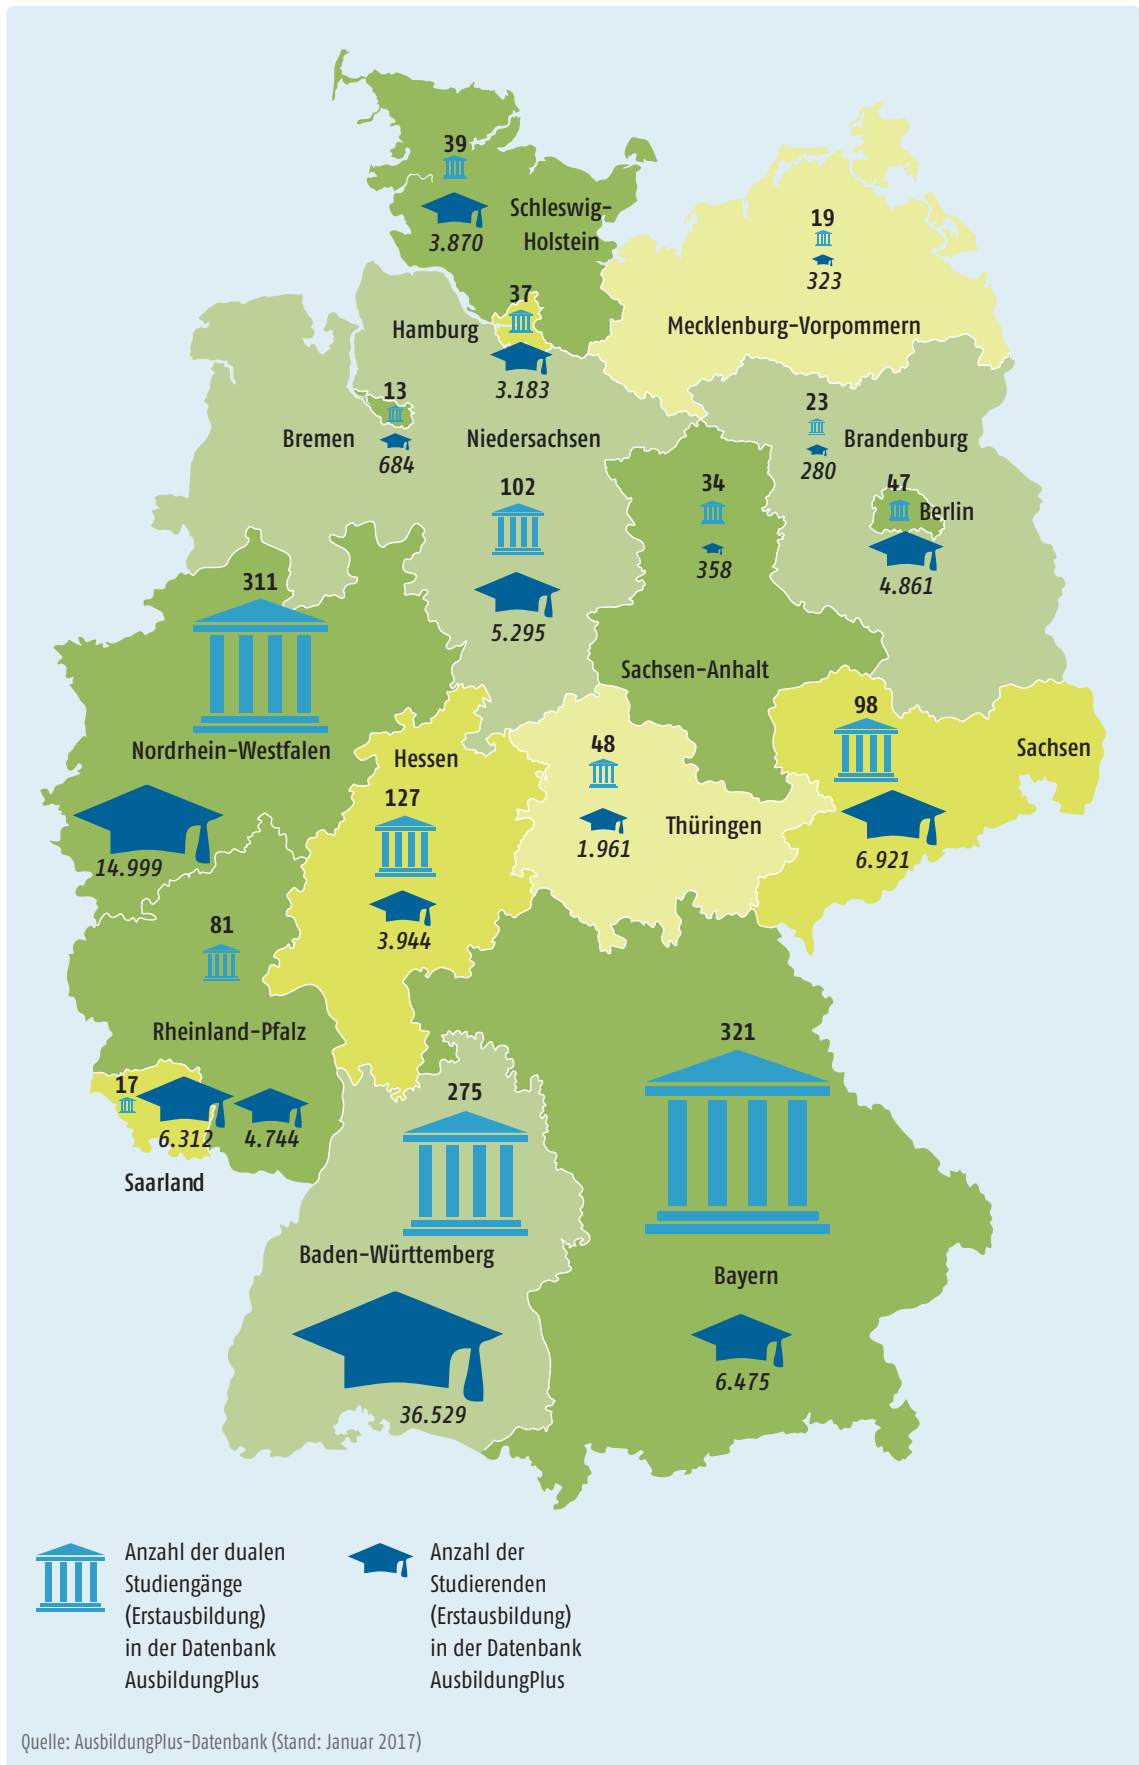 39
Schleswig-
Holstein
3.870
19
323
Mecklenburg-Vorpommern
37
Hamburg
3.183
13
Bremen
684
Niedersachsen
102
5.295
23
Brandenburg
280
47
Berlin
4.861
34
358
Sachsen-Anhalt
311
Nordrhein-Westfalen
14.999
Hessen
127
3.944
48
Thüringen
1.961
98
Sachsen
6.921
81
Rheinland-Pfalz
4.744
17
6.312
Saarland
275
Baden-Württemberg
36.529
321
Bayern
6.475
Anzahl der dualen
Studiengänge
(Erstausbildung)
in der Datenbank
AusbildungPlus
Anzahl der
Studierenden
(Erstausbildung)
in der Datenbank
AusbildungPlus
Quelle: AusbildungPlus-Datenbank (Stand: Januar 2017)